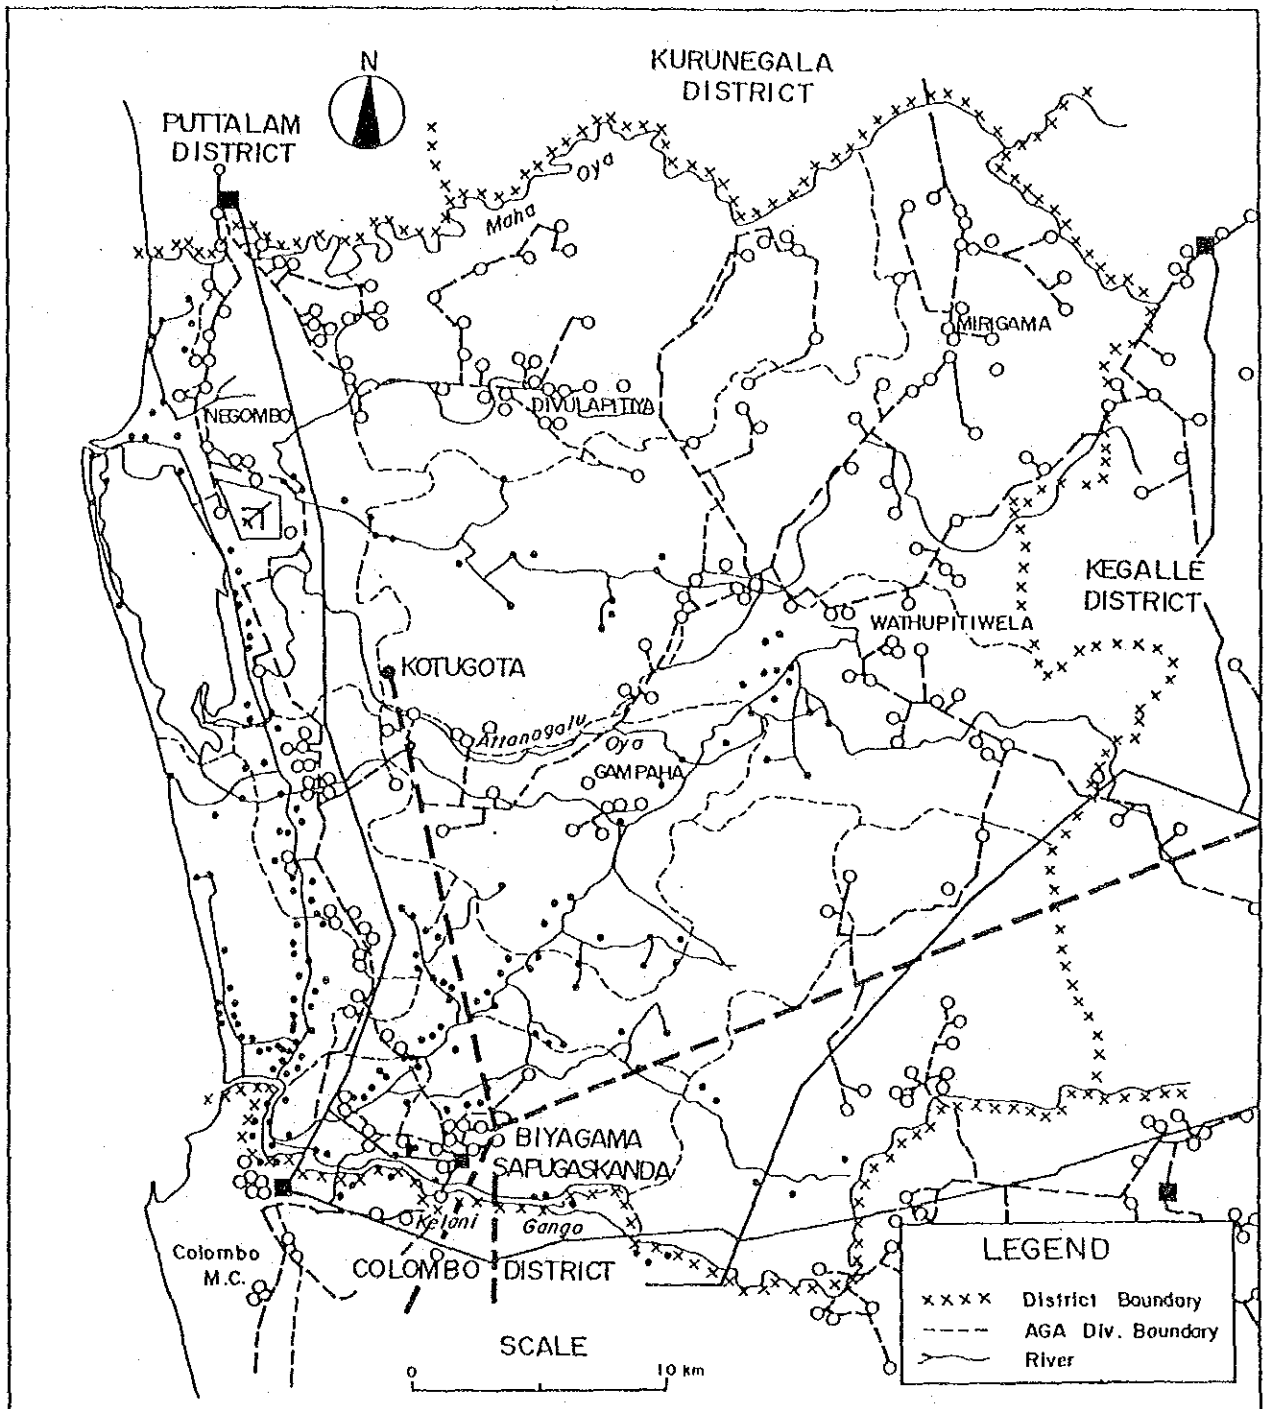 N
KURUNEGALA
DISTRICT
PUTTALAM
DISTRICT
Maha
Oya
MIRIGAMA
NEGOMBO
DIVULAPITIYA
KEGALLE
DISTRICT
WATHUPITIWELA
KOTUGOTA
Attanagalu
Oya
GAMPAHA
BIYAGAMA
SAPUGASKANDA
Kelani
Ganga
Colombo
M.C.
COLOMBO DISTRICT
LEGEND
xxxx District Boundary
AGA Div. Boundary
River
SCALE
0
10 km